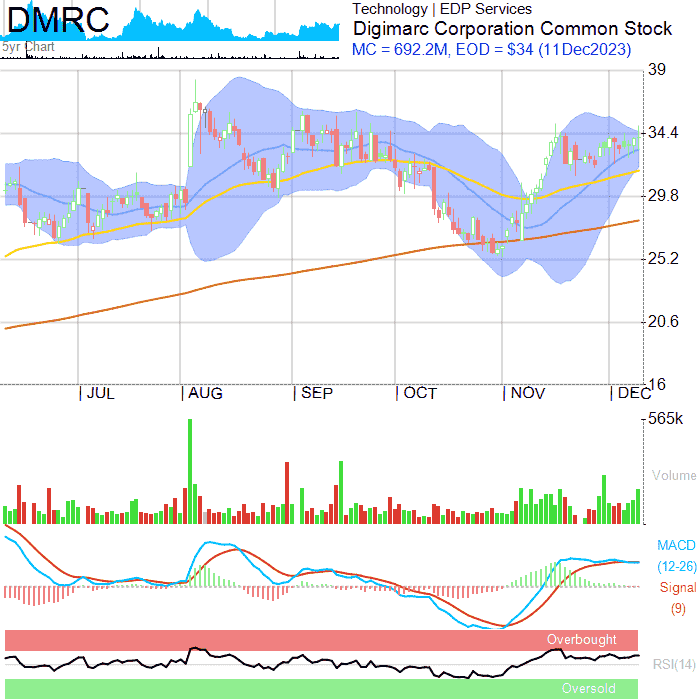 DMRC
5yr Chart
Technology | EDP Services
Digimarc Corporation Common Stock
MC = 692.2M, EOD = $34 (11Dec2023)
39
34.4
29.8
25.2
20.6
16
JUL AUG SEP OCT NOV DEC
565k
Volume
MACD
(12-26)
Signal
(9)
Overbought
RSI(14)
Oversold